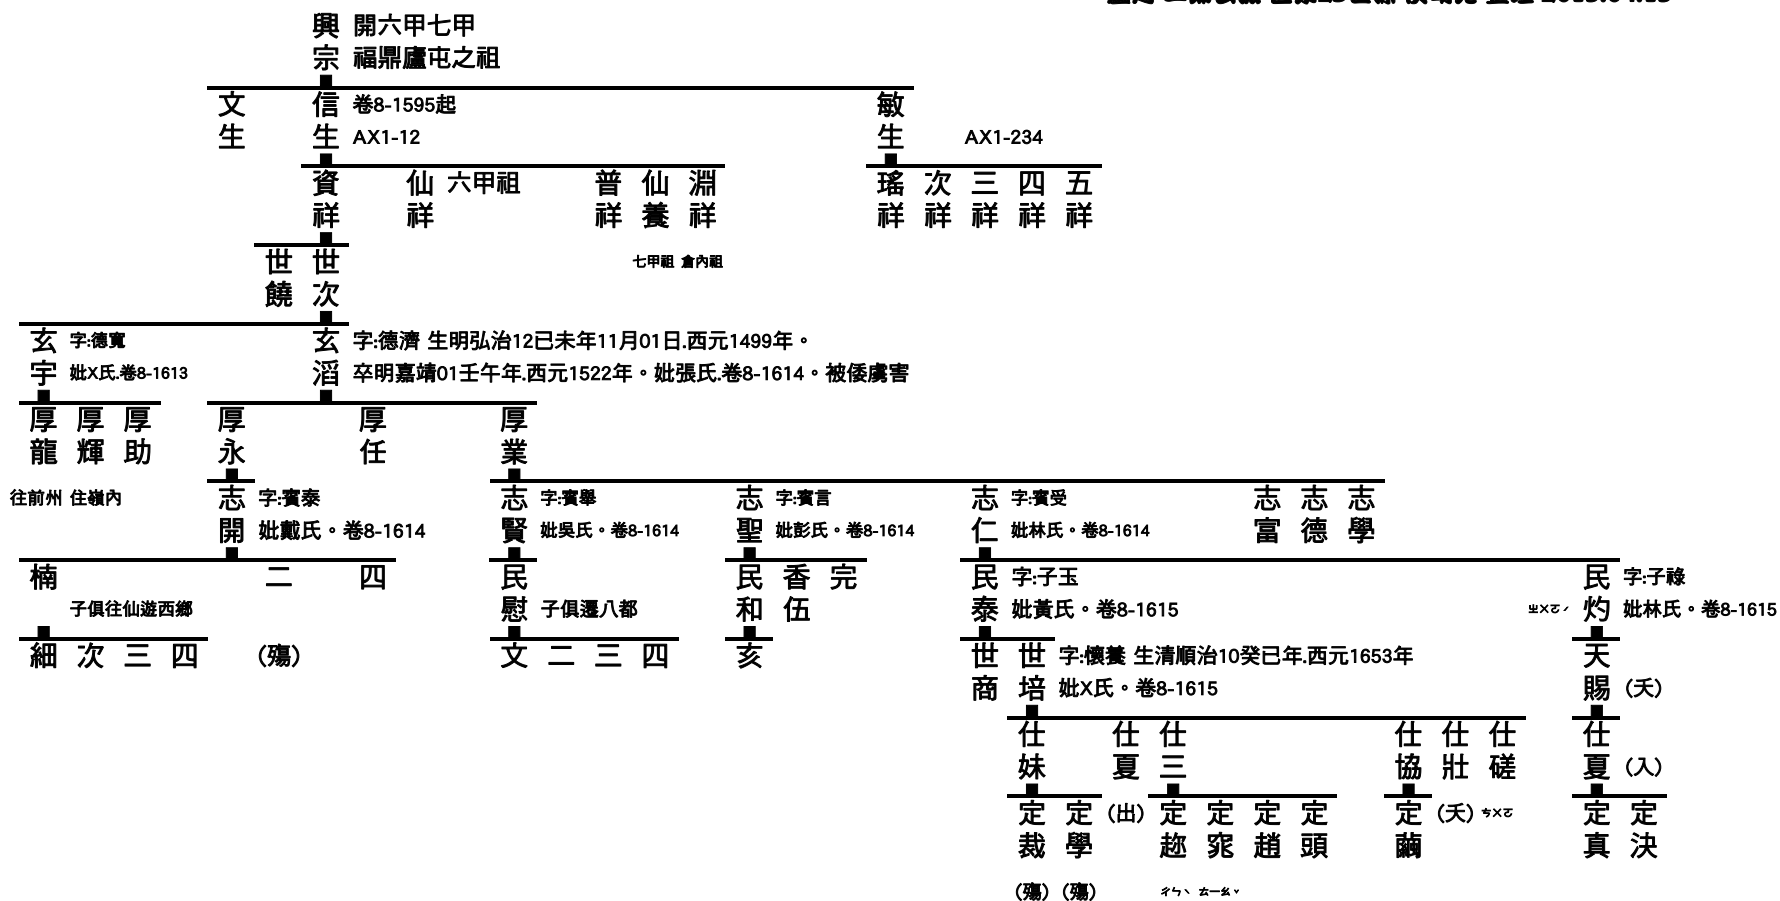 興宗 開六甲七甲
福鼎廬屯之祖
文生 信生 卷8-1595起 敏生
AX1-12 AX1-234
資祥 仙祥 六甲祖 普祥 仙養 淵祥 瑤祥 次祥 三祥 四祥 五祥
世饒 世次 七甲祖 倉內祖
玄宇 字:德寬 玄滔 字:德濟 生明弘治12已未年11月01日.西元1499年。
妣X氏.卷8-1613 卒明嘉靖01壬午年.西元1522年。妣張氏.卷8-1614。被倭虜害
厚龍 厚輝 厚助 厚永 厚任 厚業
往前州 住嶺內 志開 字:賓泰 志賢 字:賓舉 志聖 字:賓言 志仁 字:賓受 志富 志德 志學
妣戴氏。卷8-1614 妣吳氏。卷8-1614 妣彭氏。卷8-1614 妣林氏。卷8-1614
楠 二 四 民慰 民和 香伍 完 民泰 字:子玉 民灼 字:子祿
子俱往仙遊西鄉 子俱遷八都 妣黃氏。卷8-1615 ㄓㄨㄛˊ 妣林氏。卷8-1615
細 次 三 四 (殤) 文 二 三 四 亥 世商 世培 字:懷養 生清順治10癸已年.西元1653年 天賜
妣X氏。卷8-1615 (夭)
仕妹 仕夏 仕三 仕協 仕壯 仕磋 仕夏 (入)
定裁 定學 (出) 定趂 定窕 定趙 定頭 定繭 (夭) ㄘㄨㄛ 定真 定決
(殤) (殤) ㄔㄣˋ ㄊㄧㄠˇ